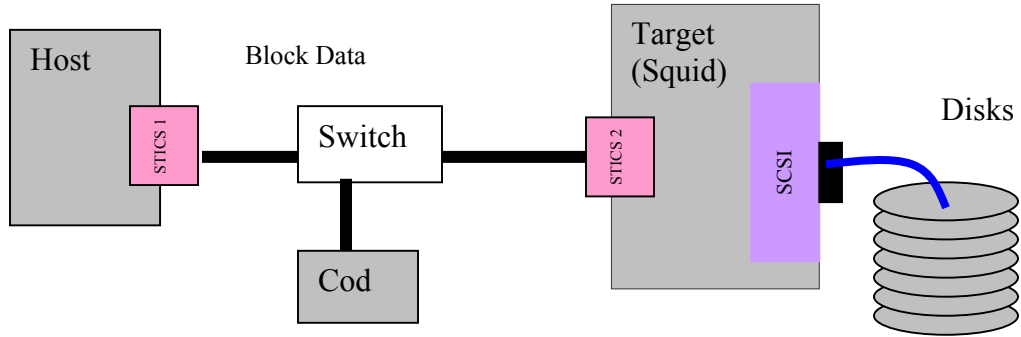 Host
Block Data
STICS 1
Switch
Cod
STICS 2
Target
(Squid)
SCSI
Disks